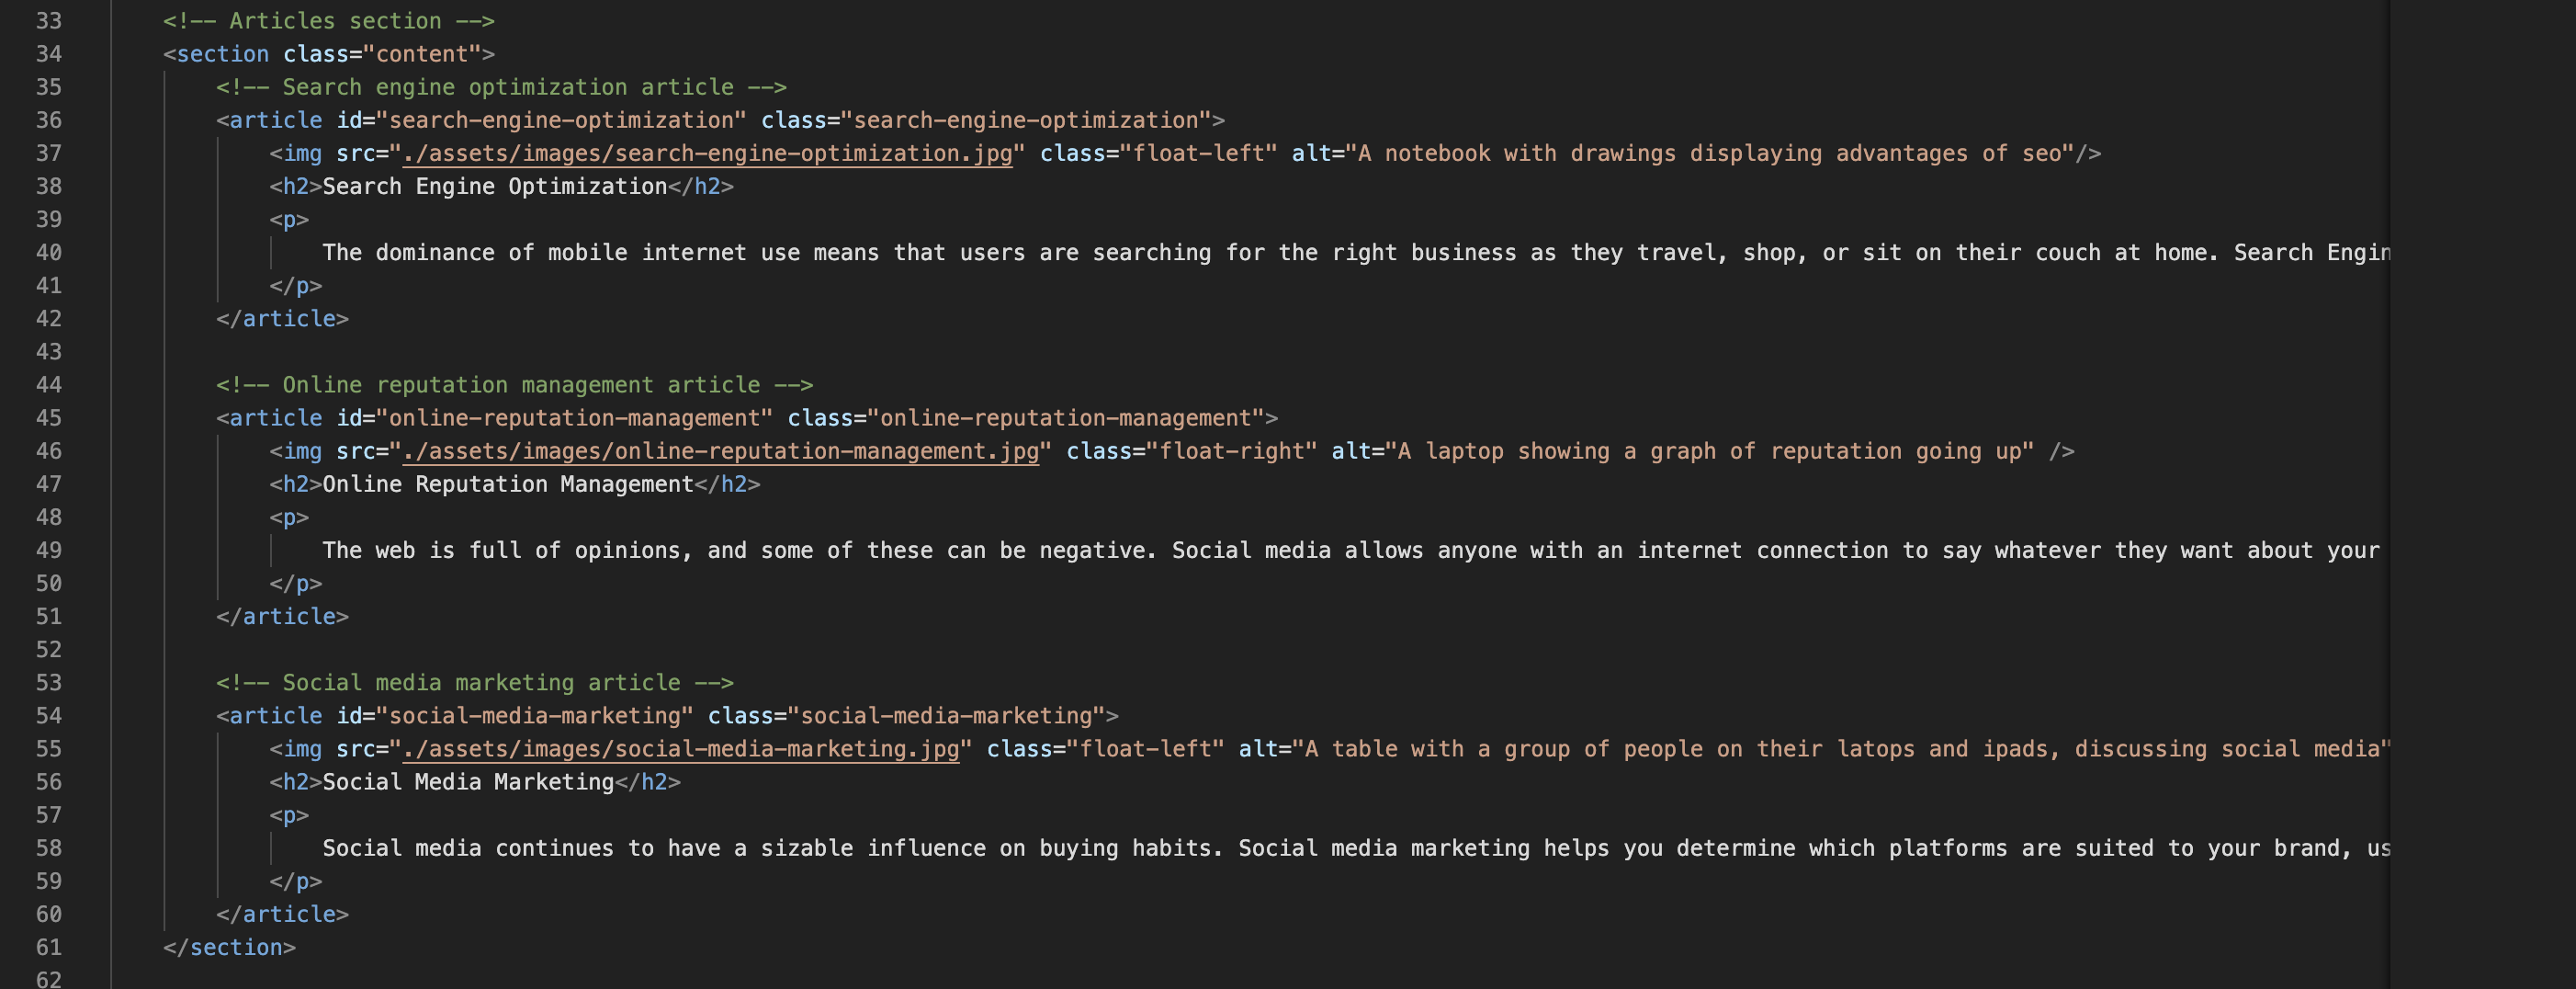 33 <!-- Articles section -->
34 <section class="content">
35 <!-- Search engine optimization article -->
36 <article id="search-engine-optimization" class="search-engine-optimization">
37 <img src="./assets/images/search-engine-optimization.jpg" class="float-left" alt="A notebook with drawings displaying advantages of seo"/>
38 <h2>Search Engine Optimization</h2>
39 <p>
40 The dominance of mobile internet use means that users are searching for the right business as they travel, shop, or sit on their couch at home. Search Engin
41 </p>
42 </article>
43
44 <!-- Online reputation management article -->
45 <article id="online-reputation-management" class="online-reputation-management">
46 <img src="./assets/images/online-reputation-management.jpg" class="float-right" alt="A laptop showing a graph of reputation going up" />
47 <h2>Online Reputation Management</h2>
48 <p>
49 The web is full of opinions, and some of these can be negative. Social media allows anyone with an internet connection to say whatever they want about your
50 </p>
51 </article>
52
53 <!-- Social media marketing article -->
54 <article id="social-media-marketing" class="social-media-marketing">
55 <img src="./assets/images/social-media-marketing.jpg" class="float-left" alt="A table with a group of people on their latops and ipads, discussing social media"
56 <h2>Social Media Marketing</h2>
57 <p>
58 Social media continues to have a sizable influence on buying habits. Social media marketing helps you determine which platforms are suited to your brand, us
59 </p>
60 </article>
61 </section>
62